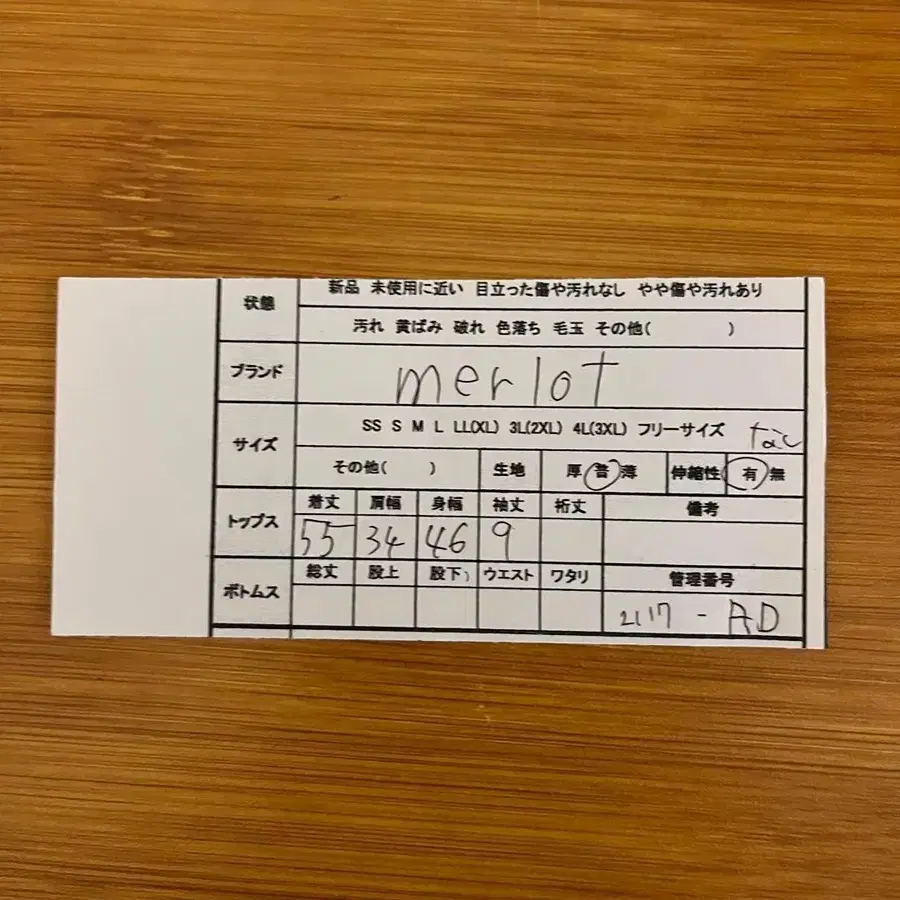 状態
新品 未使用に近い 目立った傷や汚れなし やや傷や汚れあり
汚れ 黄ばみ 破れ 色落ち 毛玉 その他( )
ブランド merlot
サイズ
SS S M L LL(XL) 3L(2XL) 4L(3XL) フリーサイズ
その他( ) 生地 厚 普 薄 伸縮性 有 無
トップス
着丈 肩幅 身幅 袖丈 裄丈 備考
55 34 46 9
ボトムス
総丈 股上 股下 ウエスト ワタリ 管理番号
2117 - AD